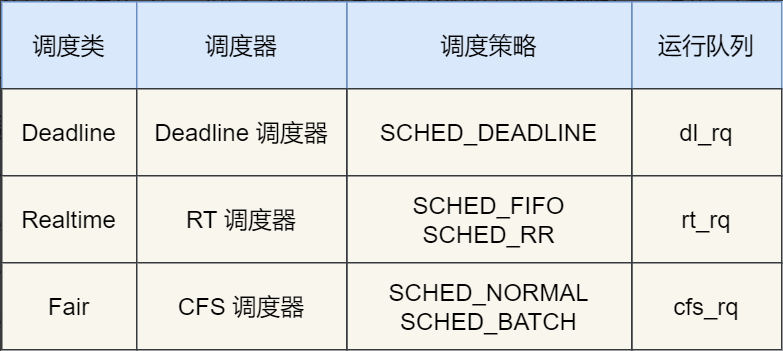 调度类 调度器 调度策略 运行队列
Deadline Deadline 调度器 SCHED_DEADLINE dl_rq
Realtime RT 调度器 SCHED_FIFO
SCHED_RR rt_rq
Fair CFS 调度器 SCHED_NORMAL
SCHED_BATCH cfs_rq